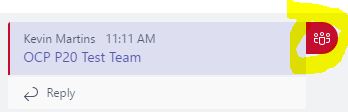 Kevin Martins 11:11 AM
OCP P20 Test Team
Reply